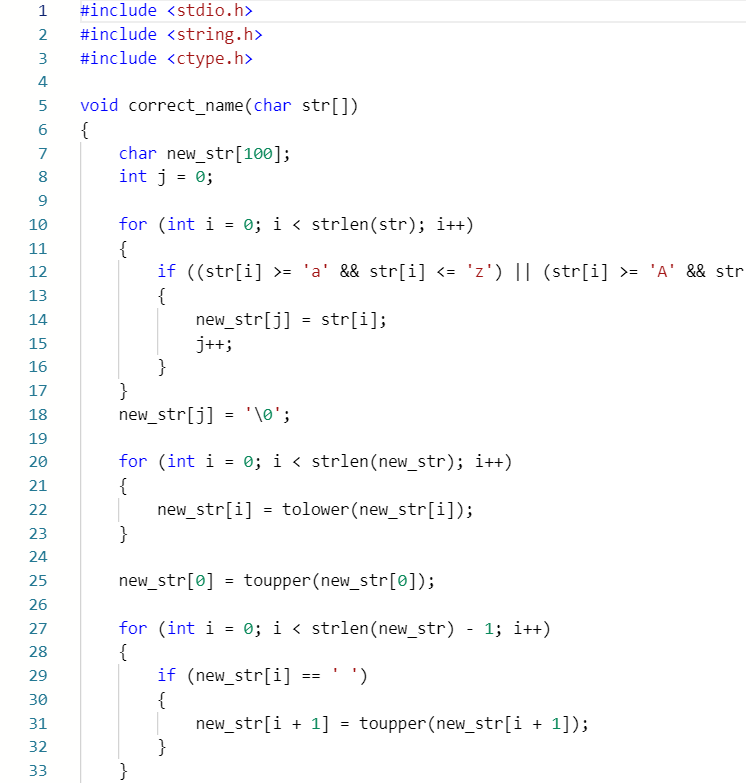 1 #include <stdio.h>
2 #include <string.h>
3 #include <ctype.h>
4
5 void correct_name(char str[])
6 {
7     char new_str[100];
8     int j = 0;
9
10     for (int i = 0; i < strlen(str); i++)
11     {
12         if ((str[i] >= 'a' && str[i] <= 'z') || (str[i] >= 'A' && str
13         {
14             new_str[j] = str[i];
15             j++;
16         }
17     }
18     new_str[j] = '\0';
19
20     for (int i = 0; i < strlen(new_str); i++)
21     {
22         new_str[i] = tolower(new_str[i]);
23     }
24
25     new_str[0] = toupper(new_str[0]);
26
27     for (int i = 0; i < strlen(new_str) - 1; i++)
28     {
29         if (new_str[i] == ' ')
30         {
31             new_str[i + 1] = toupper(new_str[i + 1]);
32         }
33     }